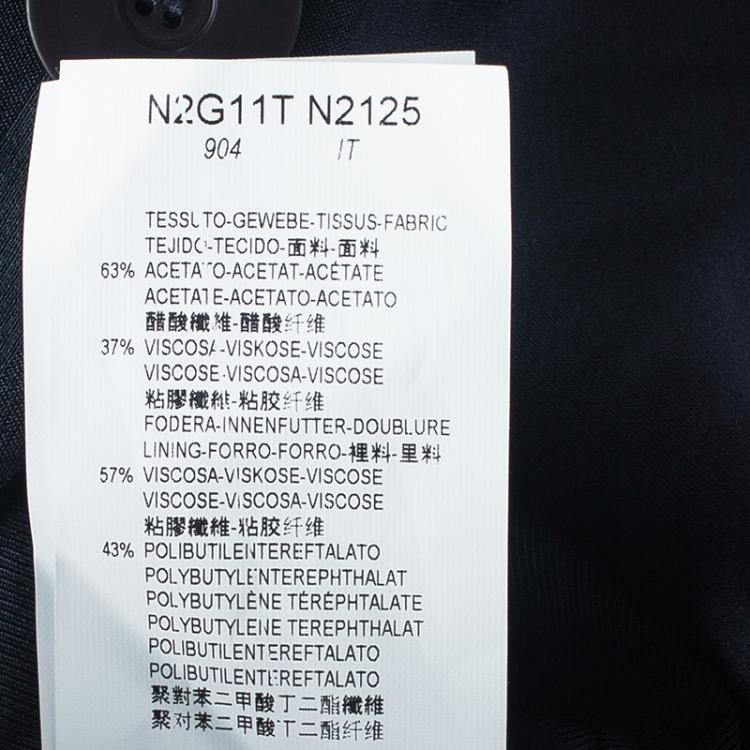 N2G11T N2125
904 IT
TESSUTO-GEWEBE-TISSUS-FABRIC
TEJIDO-TECIDO-面料-面料
63% ACETATO-ACETAT-ACÉTATE
ACETATE-ACETATO-ACETATO
醋酸纖維-醋酸纤维
37% VISCOSA-VISKOSE-VISCOSE
VISCOSE-VISCOSA-VISCOSE
粘膠纖維-粘胶纤维
FODERA-INNENFUTTER-DOUBLURE
LINING-FORRO-FORRO-裡料-里料
57% VISCOSA-VISKOSE-VISCOSE
VISCOSE-VISCOSA-VISCOSE
粘膠纖維-粘胶纤维
43% POLIBUTILENTEREFTALATO
POLYBUTYLENTEREPHTHALAT
POLYBUTYLÈNE TÉRÉPHTALATE
POLYBUTYLENE TEREPHTHALAT
POLIBUTILENTEREFTALATO
POLIBUTILENTEREFTALATO
聚對苯二甲酸丁二酯纖維
聚对苯二甲酸丁二酯纤维